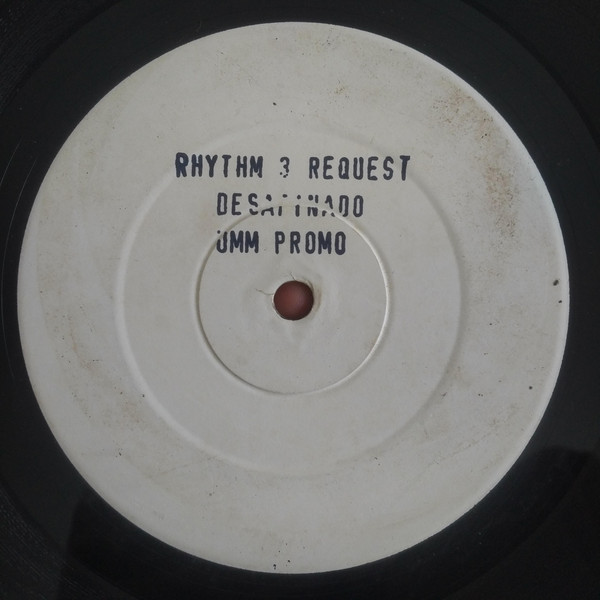 RHYTHM 3 REQUEST
DESAFINADO
UMM PROMO